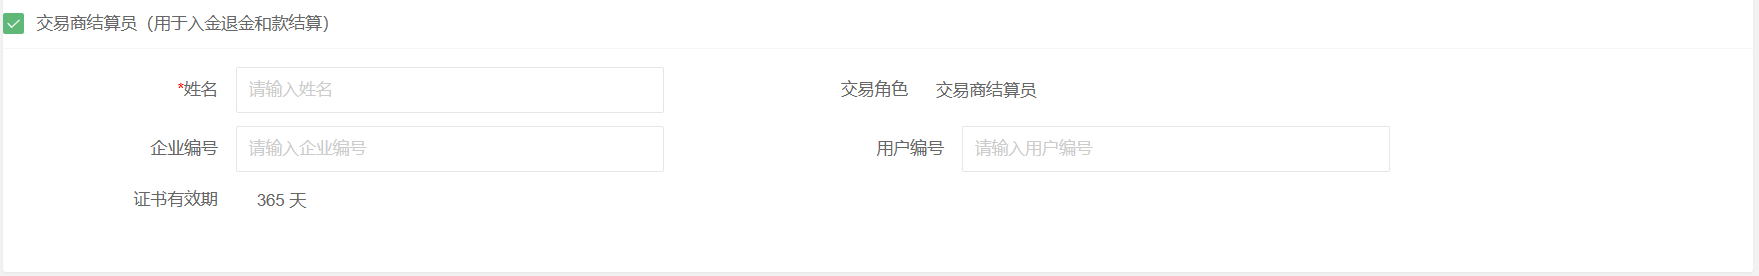 交易商结算员（用于入金退金和款结算）
*姓名 请输入姓名 交易角色 交易商结算员
企业编号 请输入企业编号 用户编号 请输入用户编号
证书有效期 365 天